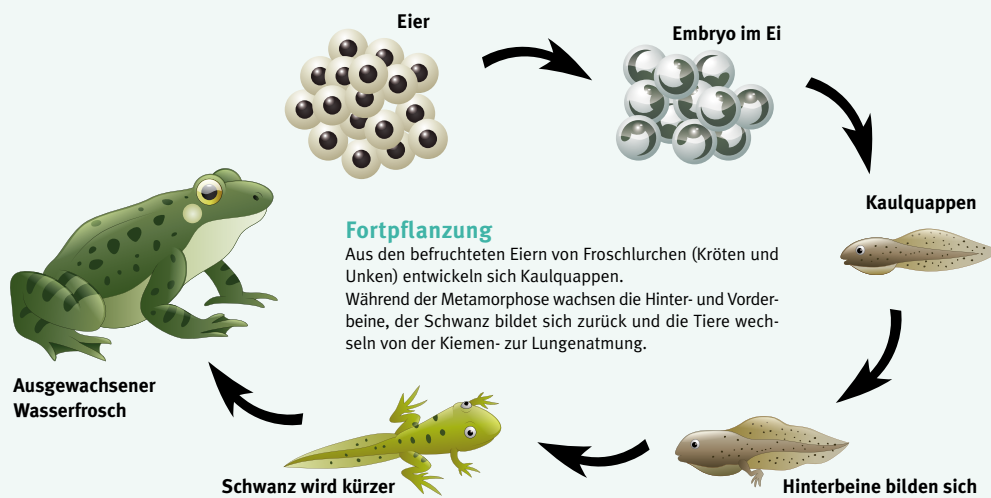 Eier
Embryo im Ei
Kaulquappen
Fortpflanzung
Aus den befruchteten Eiern von Froschlurchen (Kröten und
Unken) entwickeln sich Kaulquappen.
Während der Metamorphose wachsen die Hinter- und Vorder-
beine, der Schwanz bildet sich zurück und die Tiere wech-
seln von der Kiemen- zur Lungenatmung.
Ausgewachsener
Wasserfrosch
Schwanz wird kürzer
Hinterbeine bilden sich